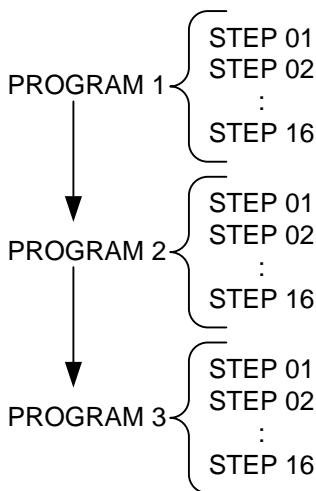 STEP 01
STEP 02
PROGRAM 1
:
STEP 16
STEP 01
STEP 02
PROGRAM 2
:
STEP 16
STEP 01
STEP 02
PROGRAM 3
:
STEP 16